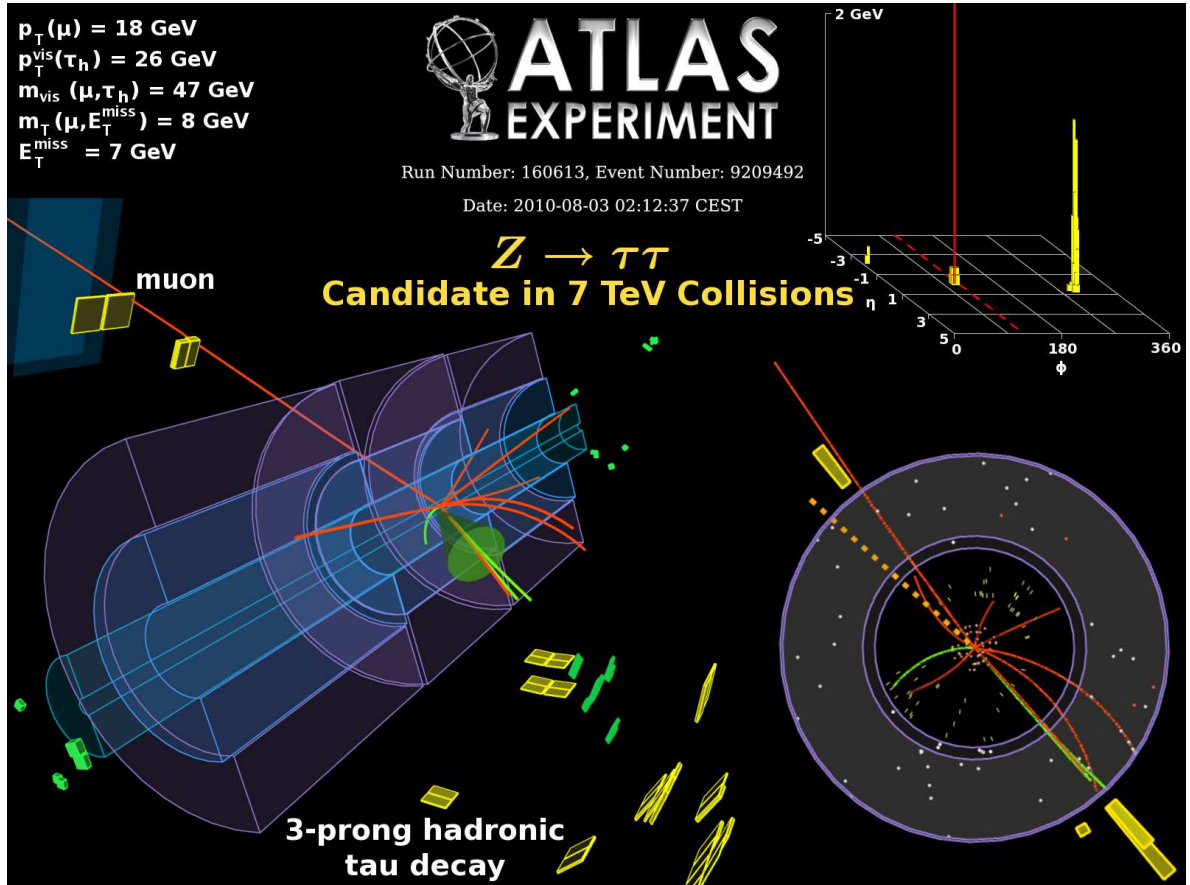 p_T(μ) = 18 GeV
p_T^vis(τ_h) = 26 GeV
m_vis (μ,τ_h) = 47 GeV
m_T(μ,E_T^miss) = 8 GeV
E_T^miss = 7 GeV
ATLAS
EXPERIMENT
Run Number: 160613, Event Number: 9209492
Date: 2010-08-03 02:12:37 CEST
Z → ττ
Candidate in 7 TeV Collisions
2 GeV
-5
-3
-1
η
1
3
5
0
180
360
ϕ
muon
3-prong hadronic
tau decay